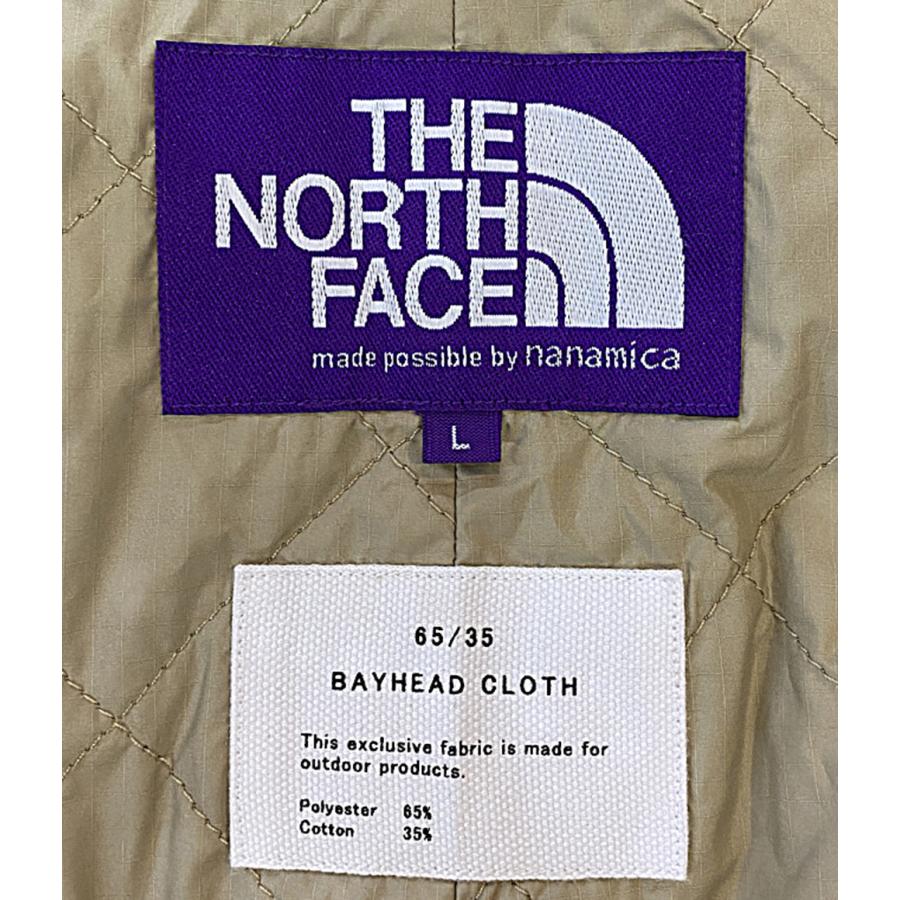 THE
NORTH
FACE
made possible by nanamica
L
65/35
BAYHEAD CLOTH
This exclusive fabric is made for
outdoor products.
Polyester 65%
Cotton 35%